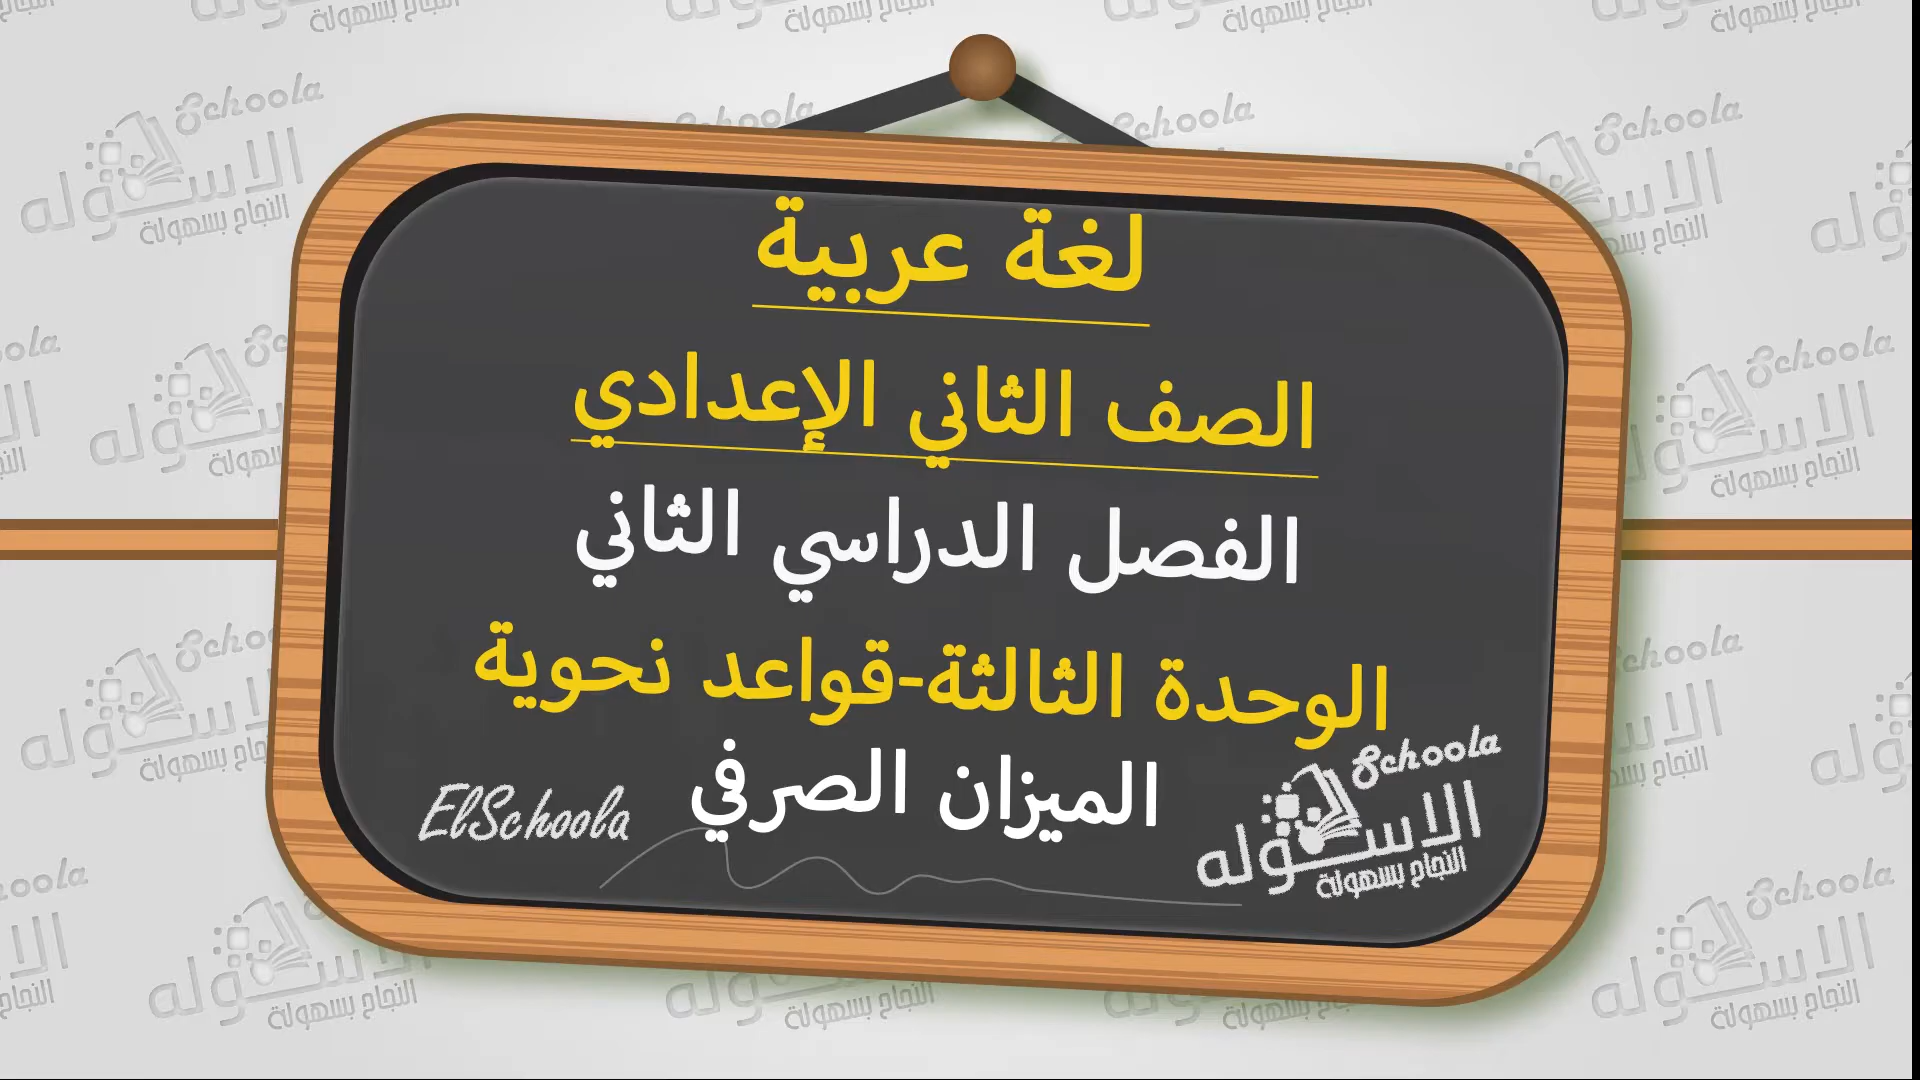 لغة عربية
الصف الثاني الإعدادي
الفصل الدراسي الثاني
الوحدة الثالثة-قواعد نحوية
الميزان الصرفي
ElSchoola
Schoola
الاسكوله
النجاح بسهولة